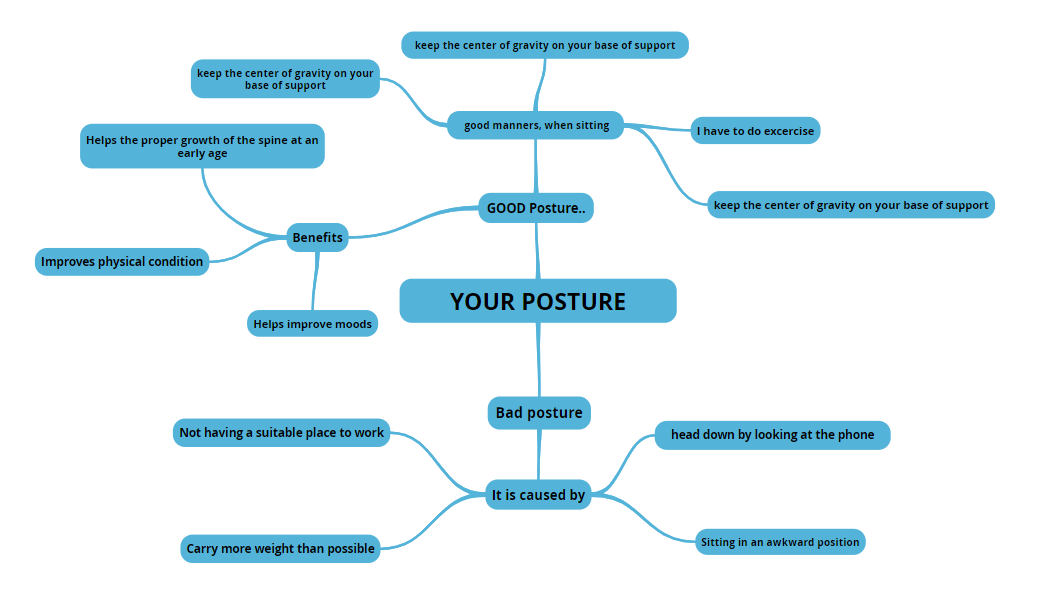 keep the center of gravity on your base of support
keep the center of gravity on your
base of support
good manners, when sitting
I have to do excercise
Helps the proper growth of the spine at an
early age
keep the center of gravity on your base of support
GOOD Posture..
Benefits
Improves physical condition
YOUR POSTURE
Helps improve moods
Bad posture
Not having a suitable place to work
head down by looking at the phone
It is caused by
Carry more weight than possible
Sitting in an awkward position